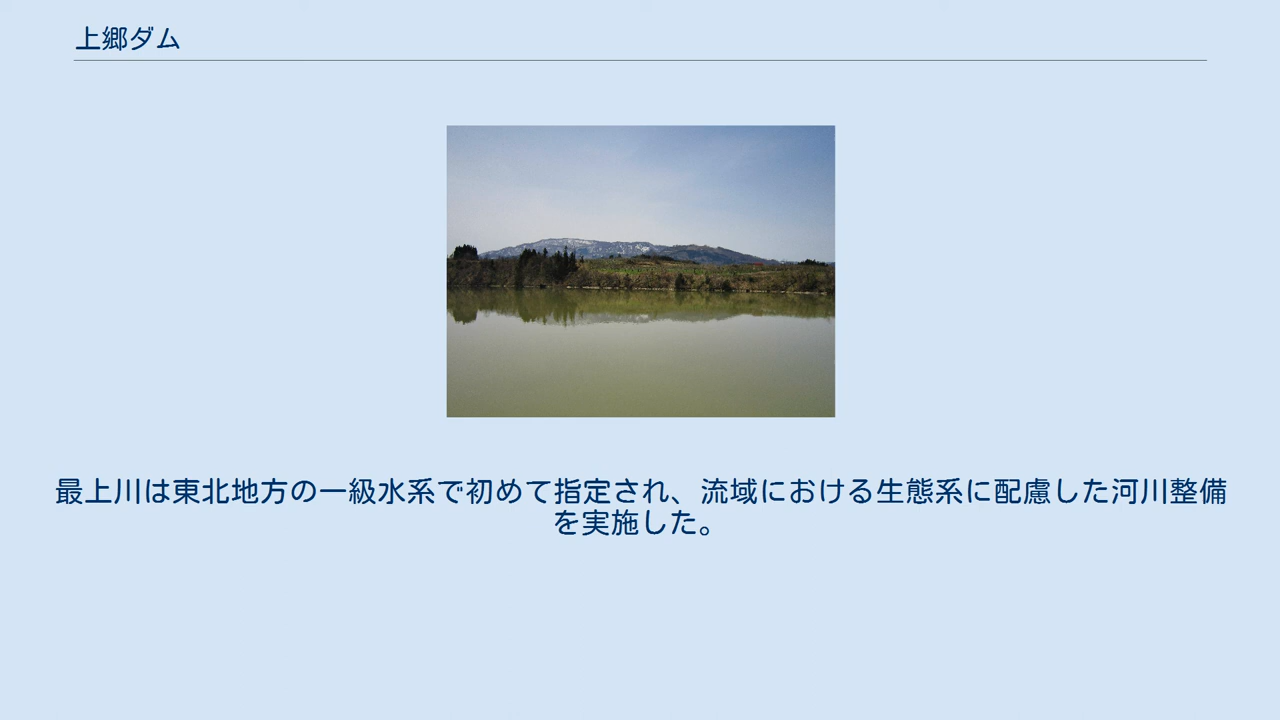 上郷ダム
最上川は東北地方の一級水系で初めて指定され、流域における生態系に配慮した河川整備
を実施した。